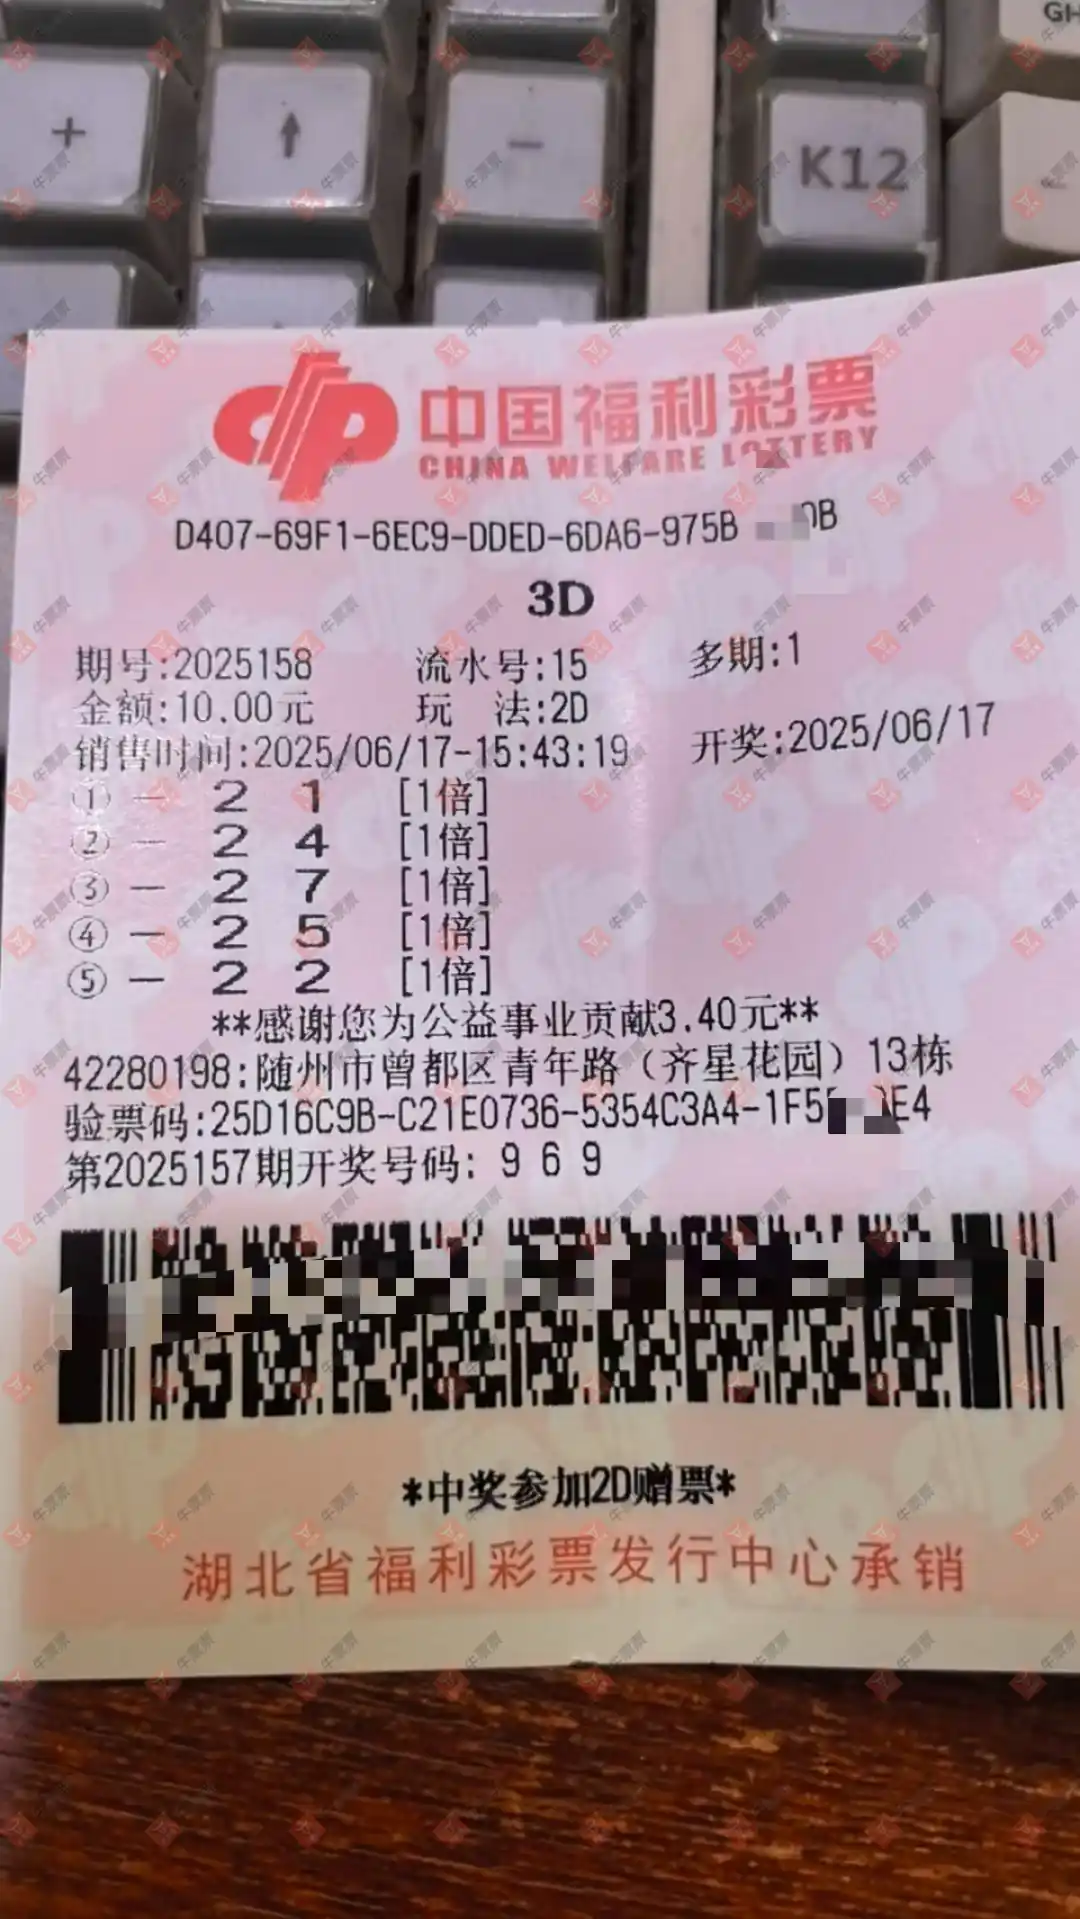 GH
+ ↑ − K12
中国福利彩票
CHINA WELFARE LOTTERY
D407-69F1-6EC9-DDED-6DA6-975B 0B
3D
期号:2025158 流水号:15 多期:1
金额:10.00元 玩 法:2D
销售时间:2025/06/17-15:43:19 开奖:2025/06/17
① — 2 1 [1倍]
② — 2 4 [1倍]
③ — 2 7 [1倍]
④ — 2 5 [1倍]
⑤ — 2 2 [1倍]
**感谢您为公益事业贡献3.40元**
42280198:随州市曾都区青年路（齐星花园）13栋
验票码:25D16C9B-C21E0736-5354C3A4-1F5 E4
第2025157期开奖号码: 9 6 9
*中奖参加2D赠票*
湖北省福利彩票发行中心承销
牛票票